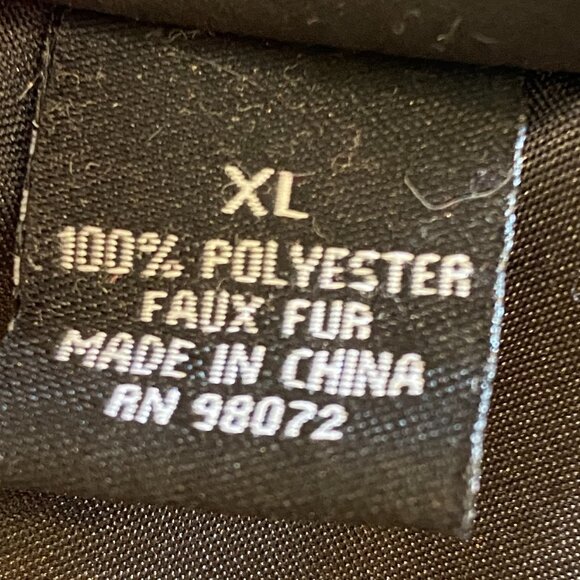 XL
100% POLYESTER
FAUX FUR
MADE IN CHINA
RN 98072